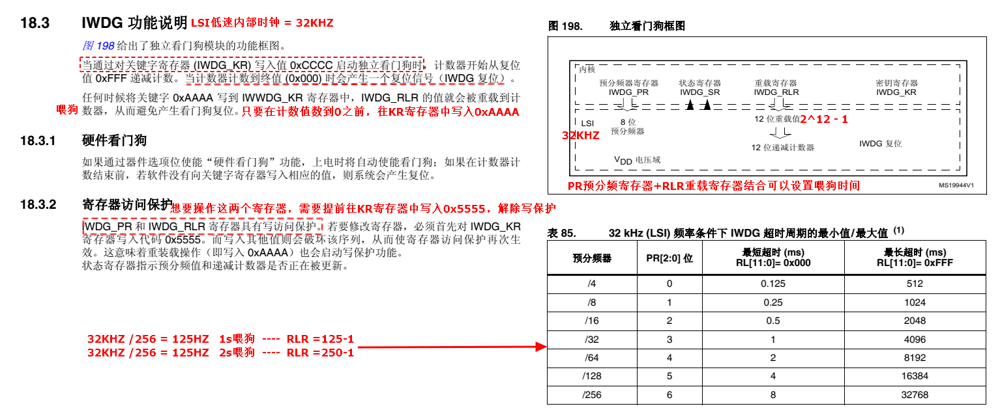 18.3 IWDG 功能说明 LSI低速内部时钟 = 32KHZ
图 198 给出了独立看门狗模块的功能框图。
当通过对关键字寄存器 (IWDG_KR) 写入值 0xCCCC 启动独立看门狗时，计数器开始从复位
值 0xFFF 递减计数。当计数器计数到终值 (0x000) 时会产生一个复位信号（IWDG 复位）。
任何时候将关键字 0xAAAA 写到 IWWDG_KR 寄存器中，IWDG_RLR 的值就会被重载到计
喂狗 数器，从而避免产生看门狗复位。只要在计数值数到0之前，往KR寄存器中写入0xAAAA
18.3.1 硬件看门狗
如果通过器件选项位使能“硬件看门狗”功能，上电时将自动使能看门狗；如果在计数器计
数结束前，若软件没有向关键字寄存器写入相应的值，则系统会产生复位。
18.3.2 寄存器访问保护 想要操作这两个寄存器，需要提前往KR寄存器中写入0x5555，解除写保护
IWDG_PR 和 IWDG_RLR 寄存器具有写访问保护。若要修改寄存器，必须首先对 IWDG_KR
寄存器写入代码 0x5555。而写入其他值则会破坏该序列，从而使寄存器访问保护再次生
效。这意味着重装载操作（即写入 0xAAAA）也会启动写保护功能。
状态寄存器指示预分频值和递减计数器是否正在被更新。
32KHZ /256 = 125HZ 1s喂狗 ---- RLR =125-1
32KHZ /256 = 125HZ 2s喂狗 ---- RLR =250-1
图 198. 独立看门狗框图
内核
预分频器寄存器 状态寄存器 重载寄存器 密钥寄存器
IWDG_PR IWDG_SR IWDG_RLR IWDG_KR
LSI 8 位 12 位重载值 2^12 - 1
32KHZ 预分频器
12 位递减计数器 IWDG 复位
VDD 电压域
PR预分频寄存器+RLR重载寄存器结合可以设置喂狗时间
MS19944V1
表 85. 32 kHz (LSI) 频率条件下 IWDG 超时周期的最小值/最大值 (1)
预分频器 PR[2:0] 位 最短超时 (ms) RL[11:0]= 0x000 最长超时 (ms) RL[11:0]= 0xFFF
/4 0 0.125 512
/8 1 0.25 1024
/16 2 0.5 2048
/32 3 1 4096
/64 4 2 8192
/128 5 4 16384
/256 6 8 32768